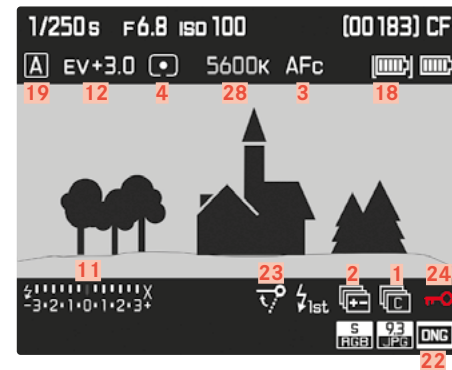 1/250s F6.8 ISO 100 (00183) CF
A EV+3.0 5600K AFc
19 12 4 28 3 18
11 23 2 1 24
X 1st +- C
-3•2•1•0•1•2•3+
S RGB 9.3 JPG DNG
22